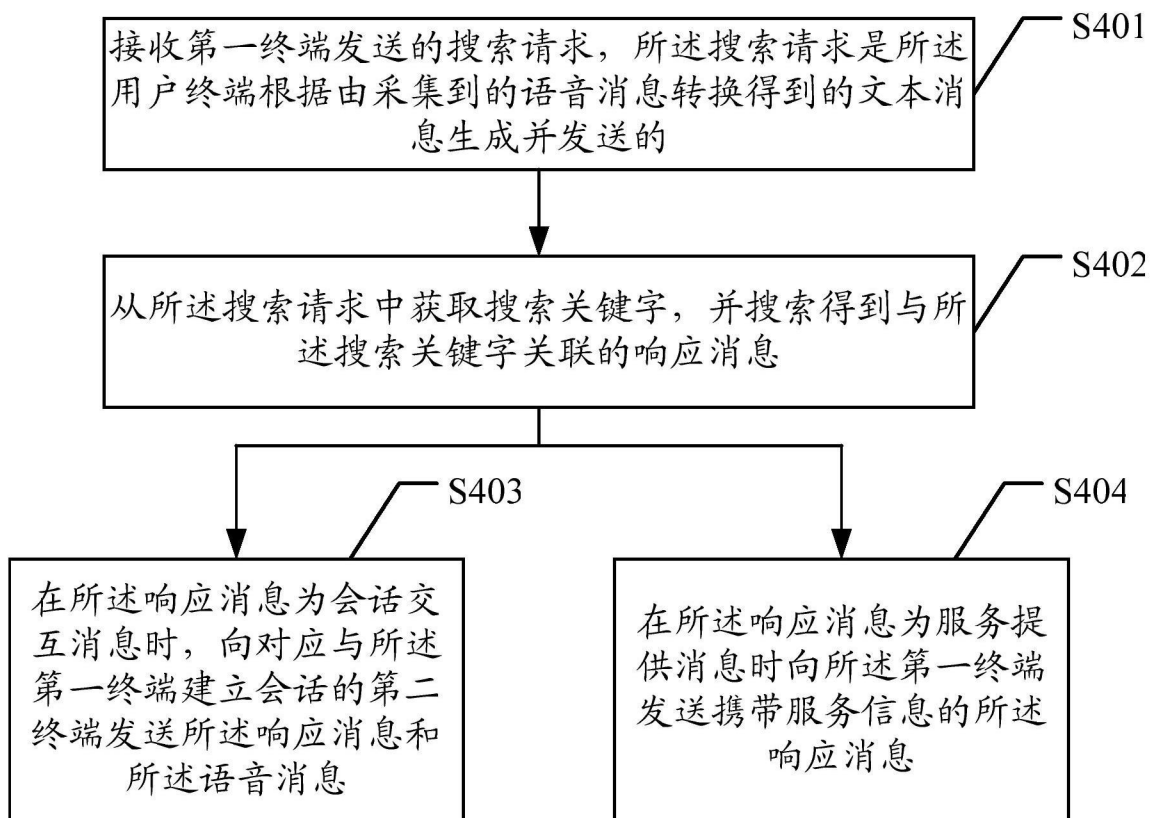 接收第一终端发送的搜索请求，所述搜索请求是所述
用户终端根据由采集到的语音消息转换得到的文本消
息生成并发送的
S401
从所述搜索请求中获取搜索关键字，并搜索得到与所
述搜索关键字关联的响应消息
S402
在所述响应消息为会话交
互消息时，向对应与所述
第一终端建立会话的第二
终端发送所述响应消息和
所述语音消息
S403
在所述响应消息为服务提
供消息时向所述第一终端
发送携带服务信息的所述
响应消息
S404